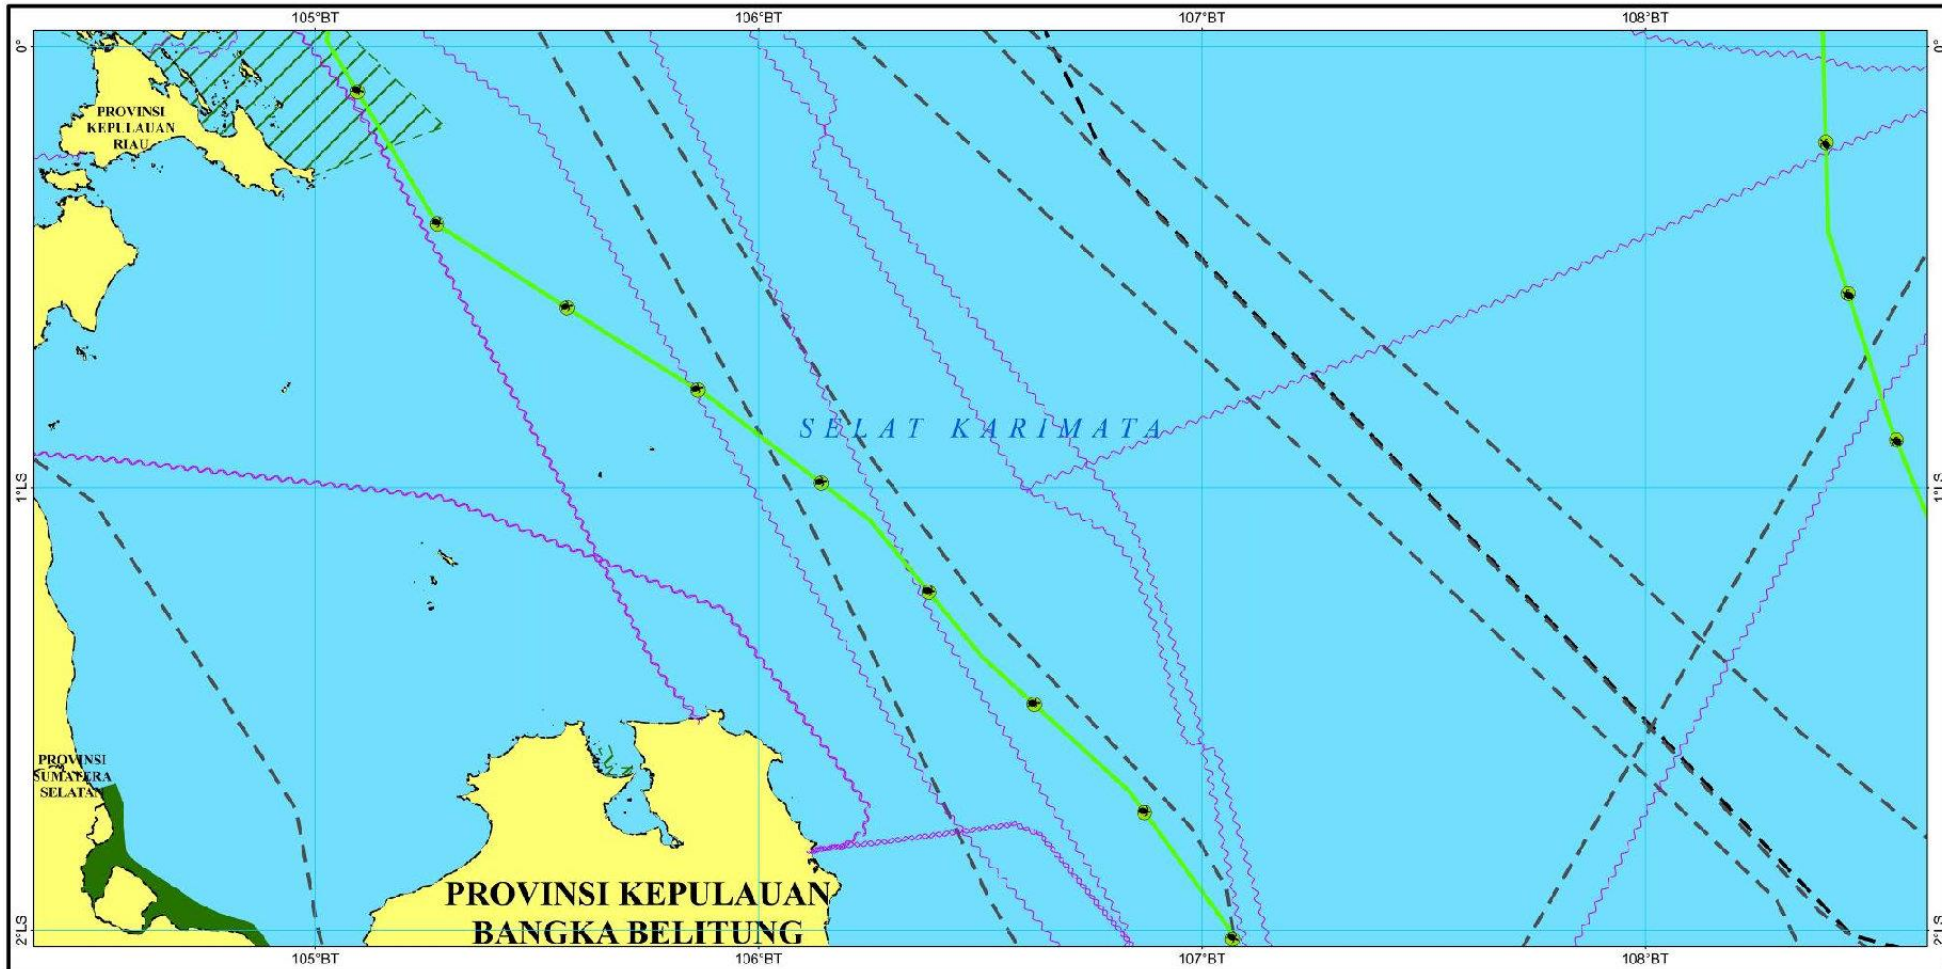 105°BT
106°BT
107°BT
108°BT
0°
0°
PROVINSI
KEPULAUAN
RIAU
SELAT KARIMATA
1°LS
1°LS
PROVINSI
SUMATERA
SELATAN
PROVINSI KEPULAUAN
BANGKA BELITUNG
2°LS
2°LS
105°BT
106°BT
107°BT
108°BT